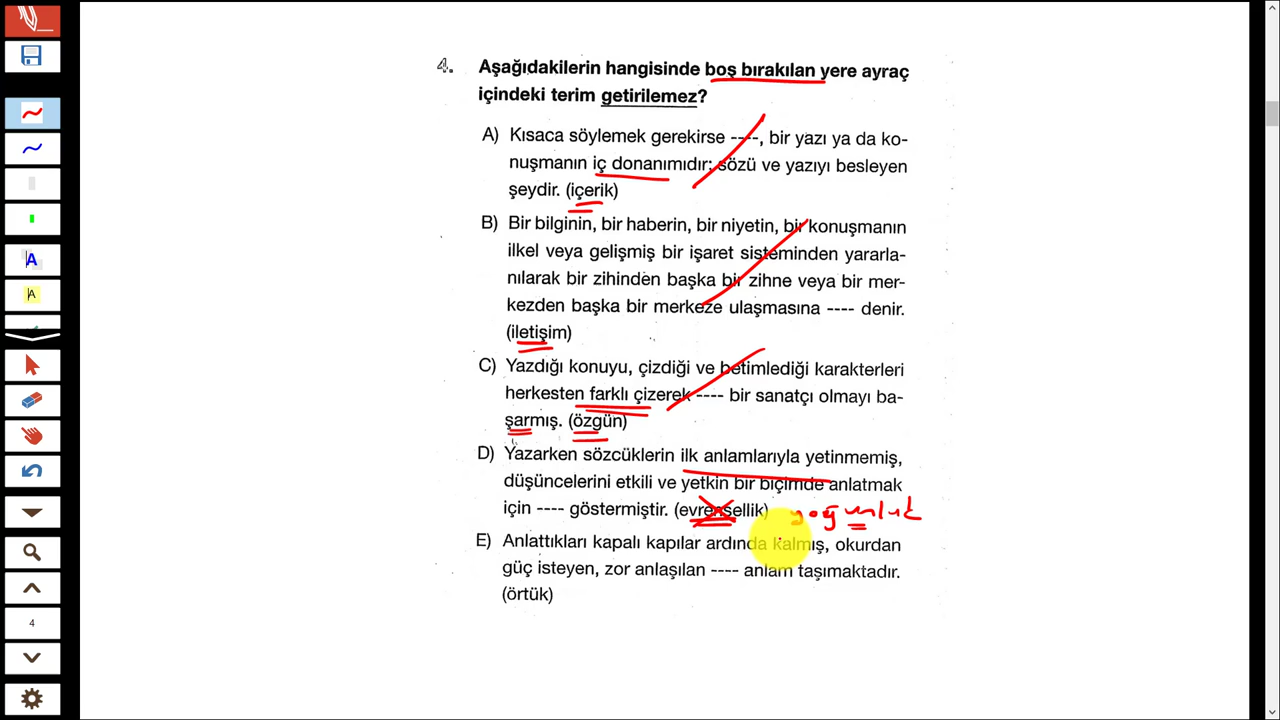 4. Aşağıdakilerin hangisinde boş bırakılan yere ayraç
içindeki terim getirilemez?
A) Kısaca söylemek gerekirse ----, bir yazı ya da ko-
nuşmanın iç donanımıdır; sözü ve yazıyı besleyen
şeydir. (içerik)
B) Bir bilginin, bir haberin, bir niyetin, bir konuşmanın
ilkel veya gelişmiş bir işaret sisteminden yararla-
nılarak bir zihinden başka bir zihne veya bir mer-
kezden başka bir merkeze ulaşmasına ---- denir.
(iletişim)
C) Yazdığı konuyu, çizdiği ve betimlediği karakterleri
herkesten farklı çizerek ---- bir sanatçı olmayı ba-
şarmış. (özgün)
D) Yazarken sözcüklerin ilk anlamlarıyla yetinmemiş,
düşüncelerini etkili ve yetkin bir biçimde anlatmak
için ---- göstermiştir. (evrensellik) yoğunluk
E) Anlattıkları kapalı kapılar ardında kalmış, okurdan
güç isteyen, zor anlaşılan ---- anlam taşımaktadır.
(örtük)
A
A
4